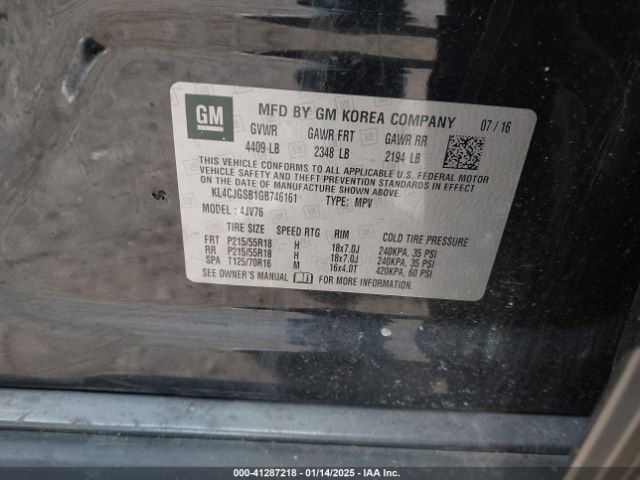 GM MFD BY GM KOREA COMPANY 07/16
GVWR GAWR FRT GAWR RR
4409 LB 2348 LB 2194 LB
THIS VEHICLE CONFORMS TO ALL APPLICABLE U.S. FEDERAL MOTOR
VEHICLE SAFETY AND THEFT PREVENTION STANDARDS IN EFFECT
ON THE DATE OF MANUFACTURE SHOWN ABOVE.
KL4CJGSB1GB746161 TYPE: MPV
MODEL: 4JV76
TIRE SIZE SPEED RTG RIM COLD TIRE PRESSURE
FRT P215/55R18 H 18x7.0J 240KPA, 35 PSI
RR P215/55R18 H 18x7.0J 240KPA, 35 PSI
SPA T125/70R16 M 16x4.0T 420KPA, 60 PSI
SEE OWNER'S MANUAL FOR MORE INFORMATION.
000-41287218 - 01/14/2025 - IAA Inc.